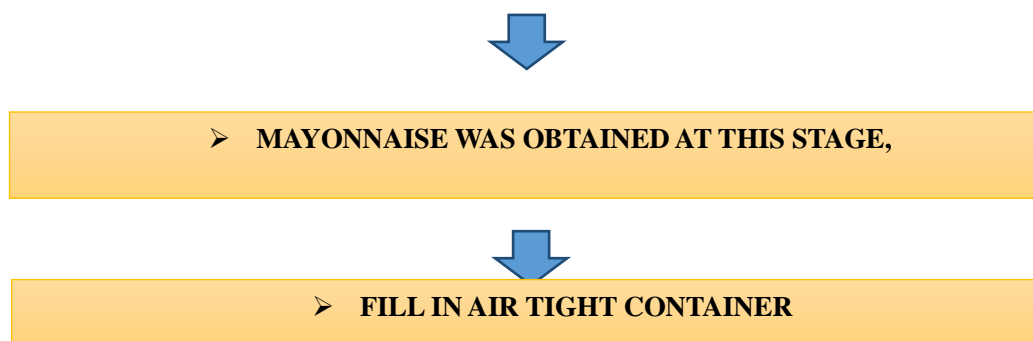 ➢ MAYONNAISE WAS OBTAINED AT THIS STAGE,
➢ FILL IN AIR TIGHT CONTAINER